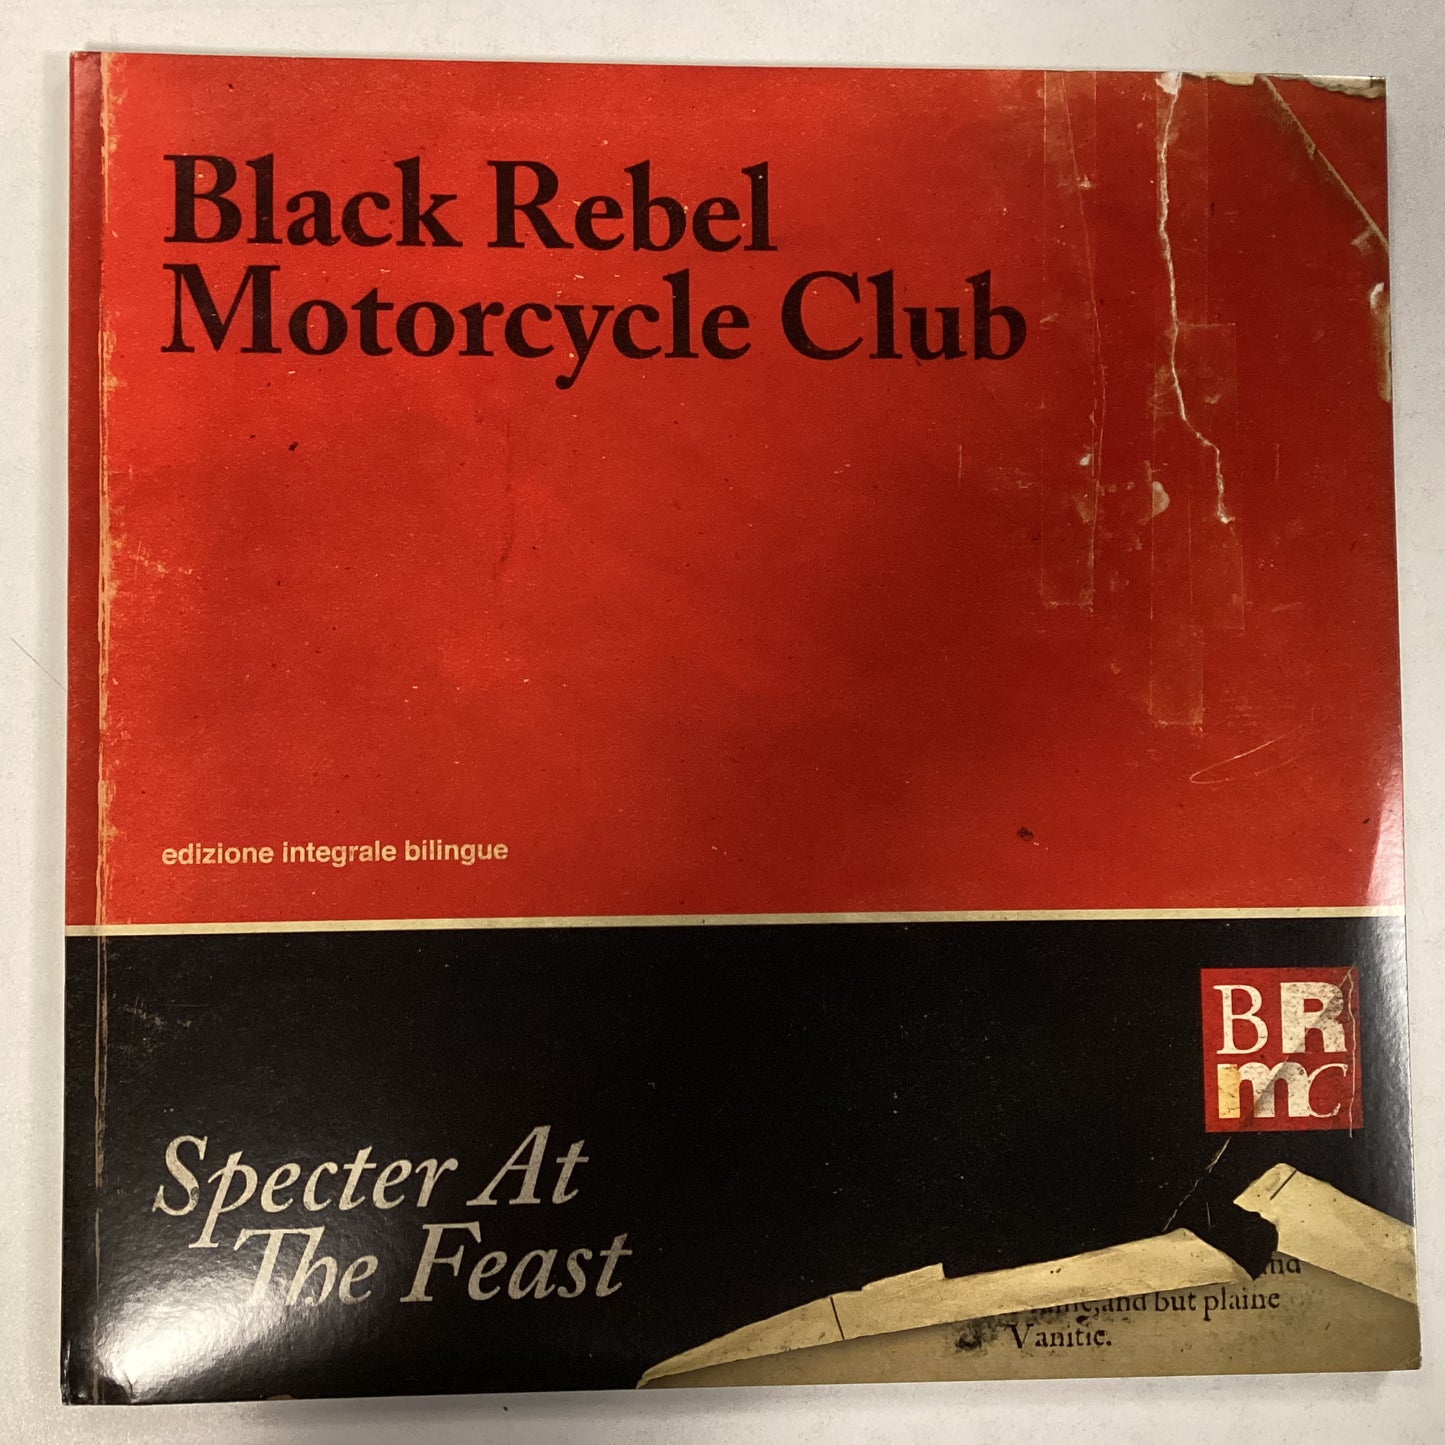 Black Rebel
Motorcycle Club
edizione integrale bilingue
BR
mC
Specter At
The Feast
and but plaine
Vanitie.